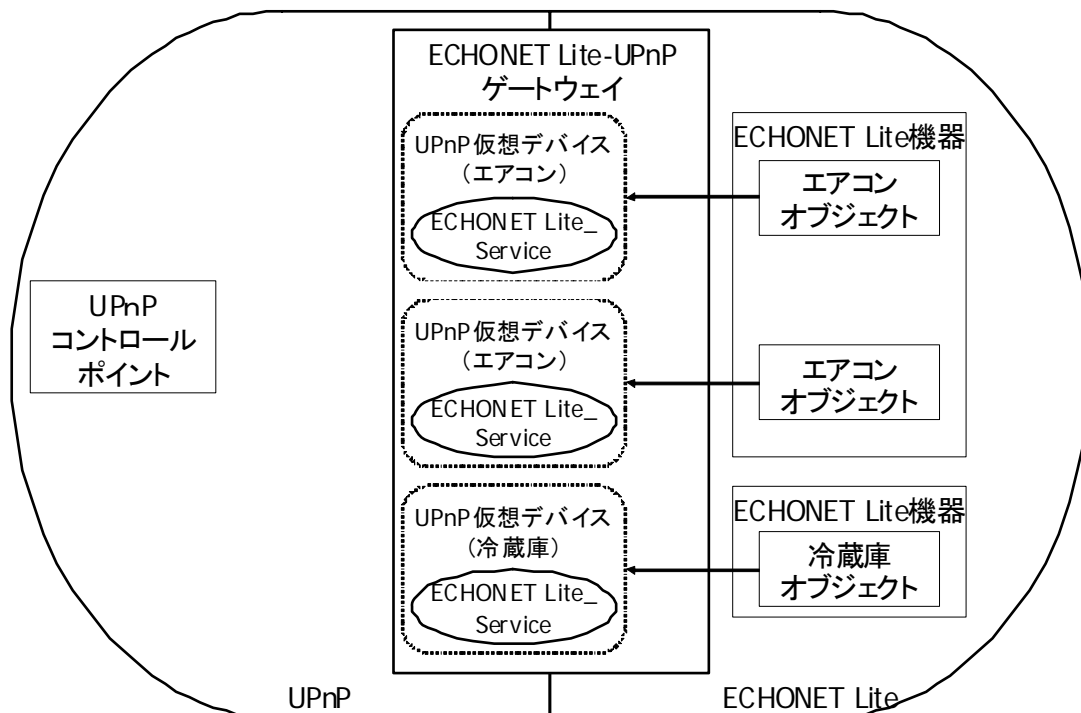 ECHONET Lite-UPnP
ゲートウェイ
UPnP仮想デバイス
(エアコン)
ECHONET Lite_
Service
UPnP仮想デバイス
(エアコン)
ECHONET Lite_
Service
UPnP仮想デバイス
(冷蔵庫)
ECHONET Lite_
Service
UPnP
コントロール
ポイント
ECHONET Lite機器
エアコン
オブジェクト
エアコン
オブジェクト
ECHONET Lite機器
冷蔵庫
オブジェクト
UPnP
ECHONET Lite